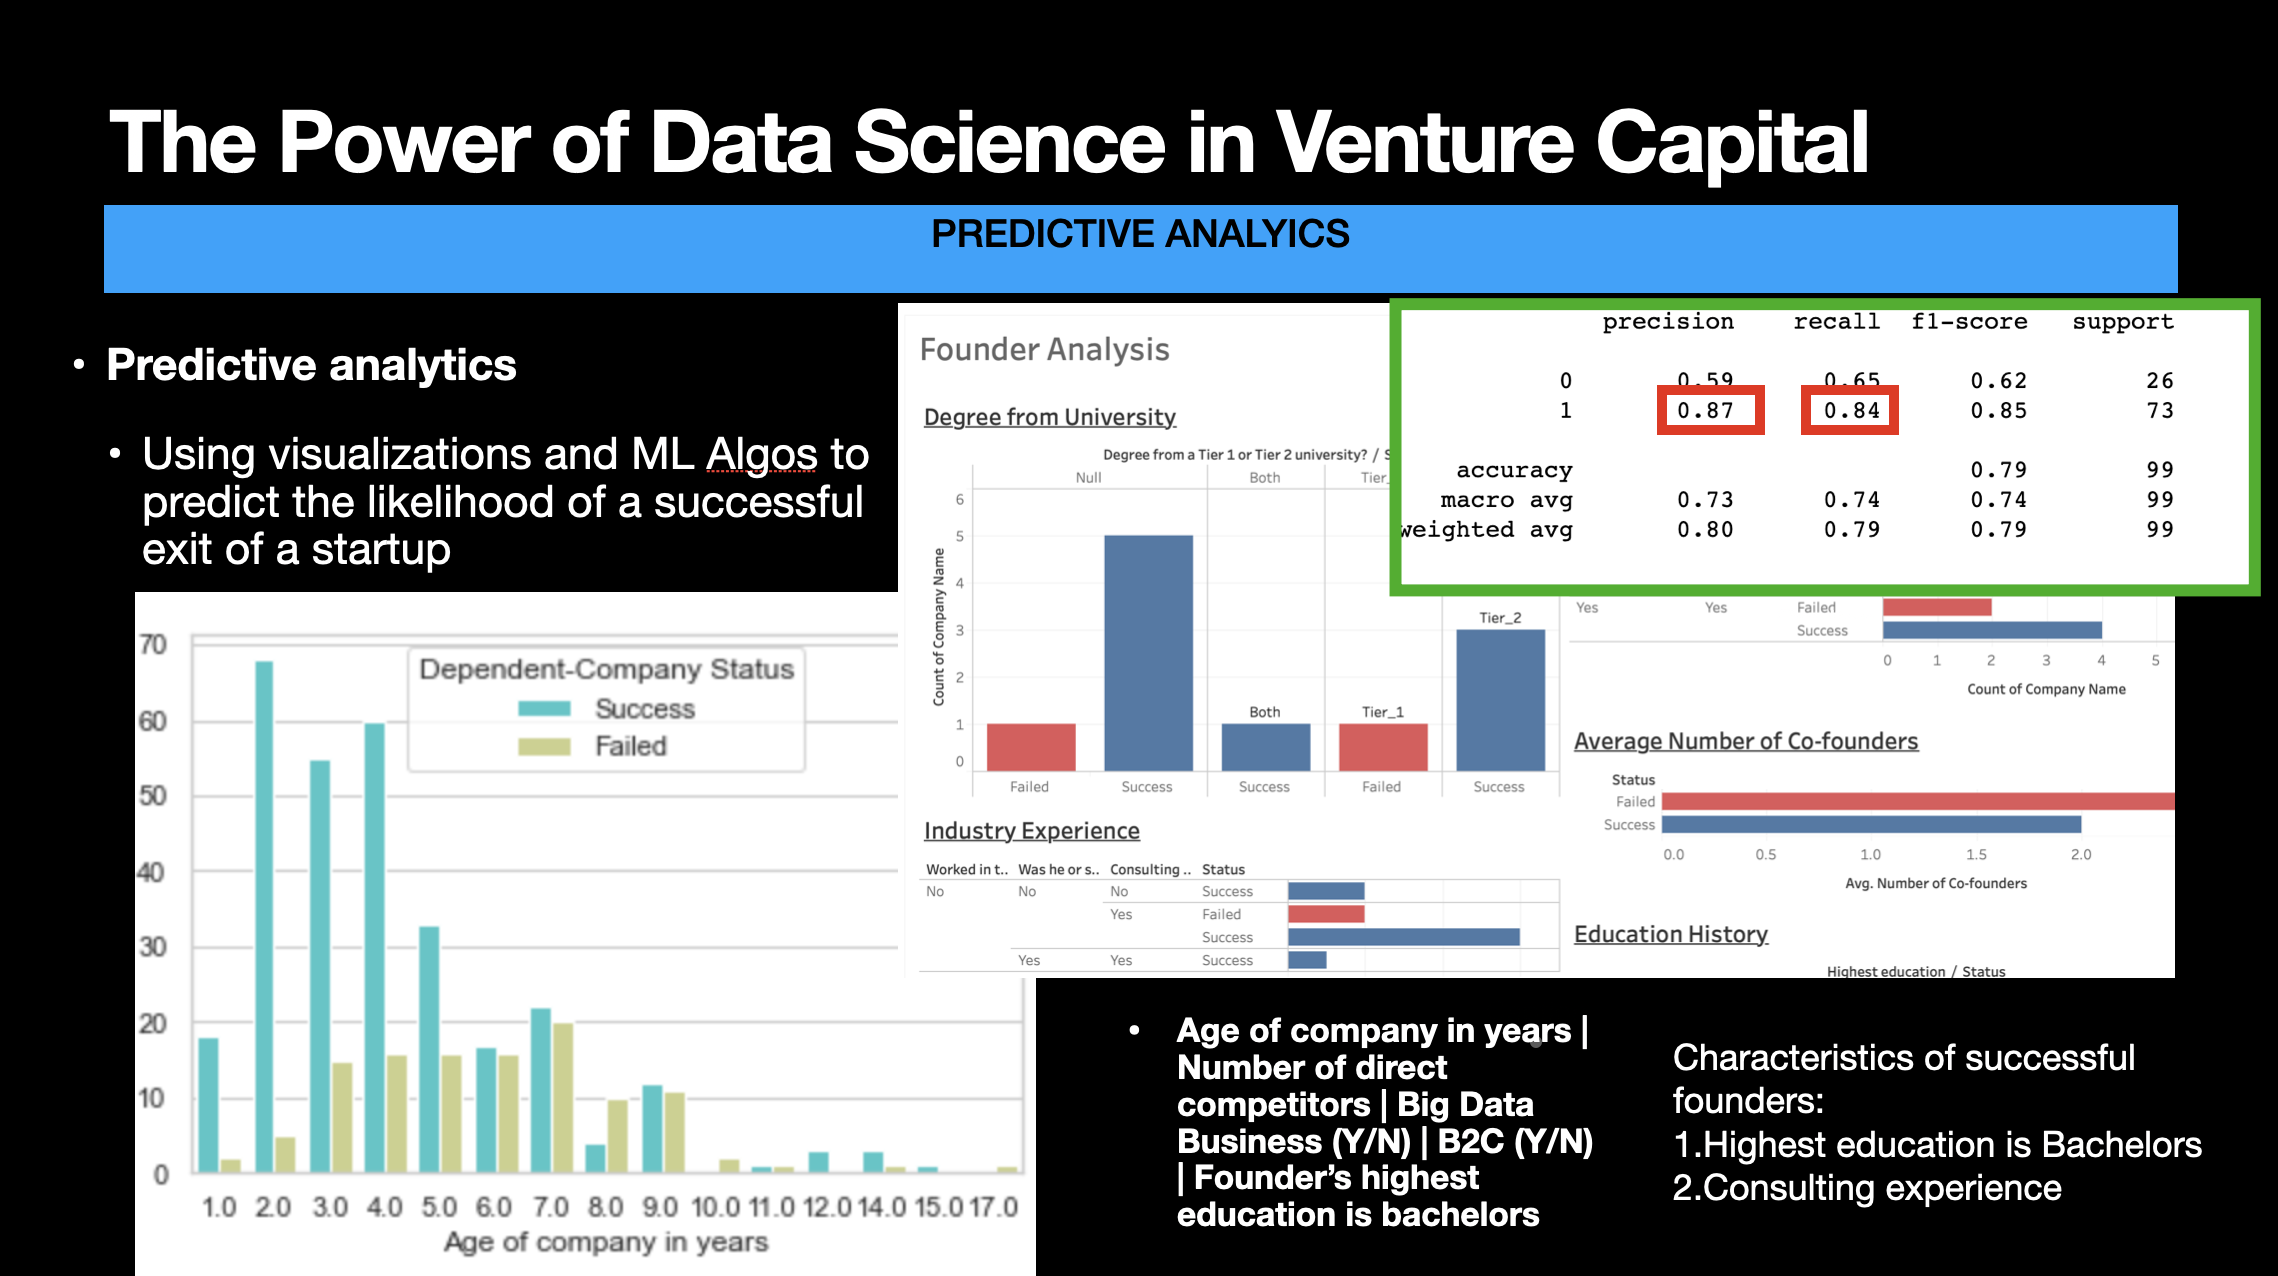 The Power of Data Science in Venture Capital
PREDICTIVE ANALYICS
• Predictive analytics
• Using visualizations and ML Algos to
predict the likelihood of a successful
exit of a startup
70
60
50
40
30
20
10
0
Dependent-Company Status
Success
Failed
1.0 2.0 3.0 4.0 5.0 6.0 7.0 8.0 9.0 10.0 11.0 12.0 14.0 15.0 17.0
Age of company in years
Founder Analysis
Degree from University
Degree from a Tier 1 or Tier 2 university? / S
Null Both Tier_
Count of Company Name
6
5
4
3
2
1
0
Both Tier_1 Tier_2
Failed Success Success Failed Success
Industry Experience
Worked in t.. Was he or s.. Consulting .. Status
No No No Success
Yes Failed
Success
Yes Yes Success
precision recall f1-score support
0 0.59 0.65 0.62 26
1 0.87 0.84 0.85 73
accuracy 0.79 99
macro avg 0.73 0.74 0.74 99
weighted avg 0.80 0.79 0.79 99
Yes Yes Failed
Success
0 1 2 3 4 5
Count of Company Name
Average Number of Co-founders
Status
Failed
Success
0.0 0.5 1.0 1.5 2.0
Avg. Number of Co-founders
Education History
Highest education / Status
• Age of company in years |
Number of direct
competitors | Big Data
Business (Y/N) | B2C (Y/N)
| Founder’s highest
education is bachelors
Characteristics of successful
founders:
1.Highest education is Bachelors
2.Consulting experience